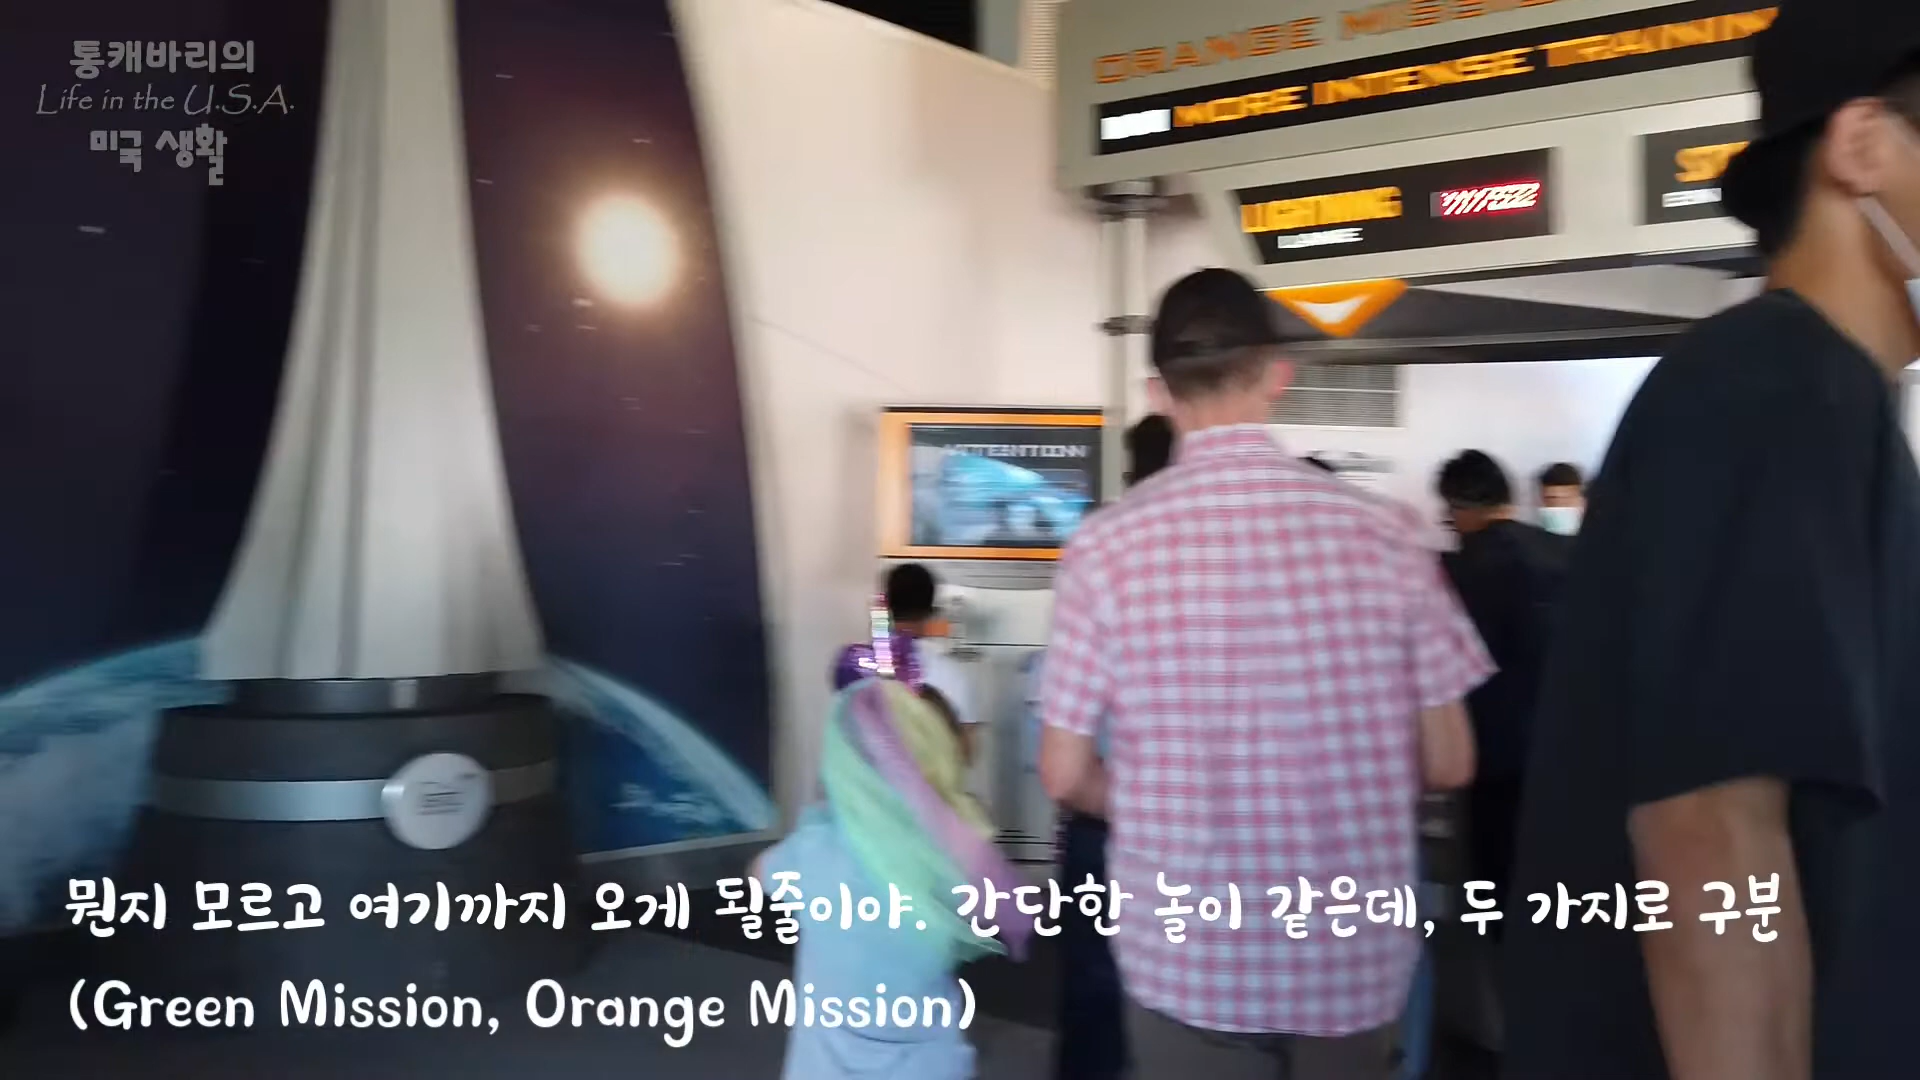 통캐바리의
Life in the U.S.A.
미국 생활
ORANGE MISSION
MORE INTENSE TRAINING
LIGHTNING
LANE
ATTENTION
뭔지 모르고 여기까지 오게 될줄이야. 간단한 놀이 같은데, 두 가지로 구분
(Green Mission, Orange Mission)